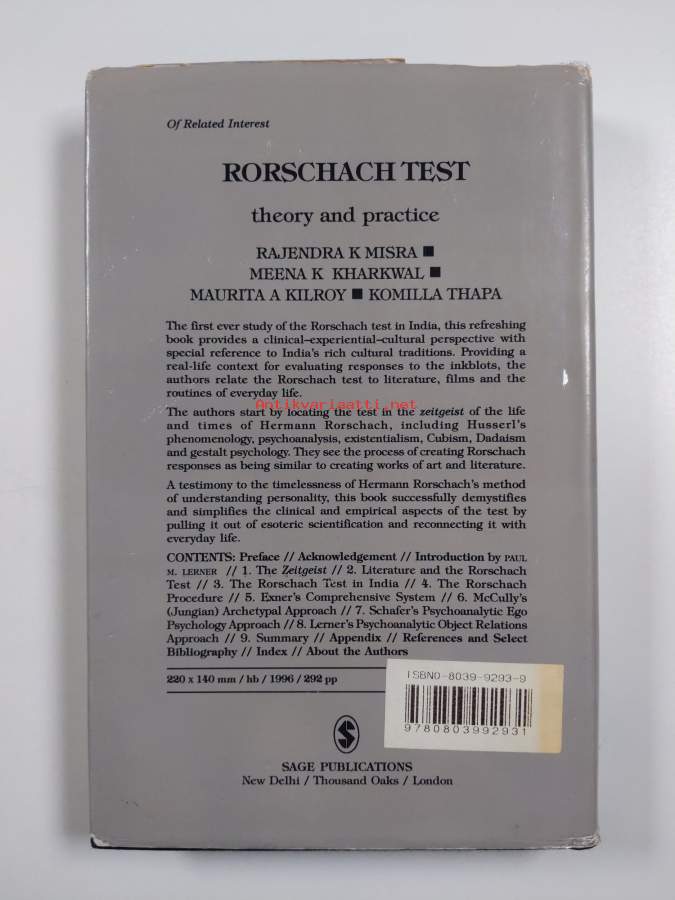 Of Related Interest
RORSCHACH TEST
theory and practice
RAJENDRA K MISRA ■
MEENA K KHARKWAL ■
MAURITA A KILROY ■ KOMILLA THAPA
The first ever study of the Rorschach test in India, this refreshing
book provides a clinical–experiential–cultural perspective with
special reference to India's rich cultural traditions. Providing a
real-life context for evaluating responses to the inkblots, the
authors relate the Rorschach test to literature, films and the
routines of everyday life.
Antikvariaatti.net
The authors start by locating the test in the zeitgeist of the life
and times of Hermann Rorschach, including Husserl's
phenomenology, psychoanalysis, existentialism, Cubism, Dadaism
and gestalt psychology. They see the process of creating Rorschach
responses as being similar to creating works of art and literature.
A testimony to the timelessness of Hermann Rorschach's method
of understanding personality, this book successfully demystifies
and simplifies the clinical and empirical aspects of the test by
pulling it out of esoteric scientification and reconnecting it with
everyday life.
CONTENTS: Preface // Acknowledgement // Introduction by PAUL
M. LERNER // 1. The Zeitgeist // 2. Literature and the Rorschach
Test // 3. The Rorschach Test in India // 4. The Rorschach
Procedure // 5. Exner's Comprehensive System // 6. McCully's
(Jungian) Archetypal Approach // 7. Schafer's Psychoanalytic Ego
Psychology Approach // 8. Lerner's Psychoanalytic Object Relations
Approach // 9. Summary // Appendix // References and Select
Bibliography // Index // About the Authors
220 x 140 mm / hb / 1996 / 292 pp
ISBN0-8039-9293-9
9780803992931
S
SAGE PUBLICATIONS
New Delhi / Thousand Oaks / London